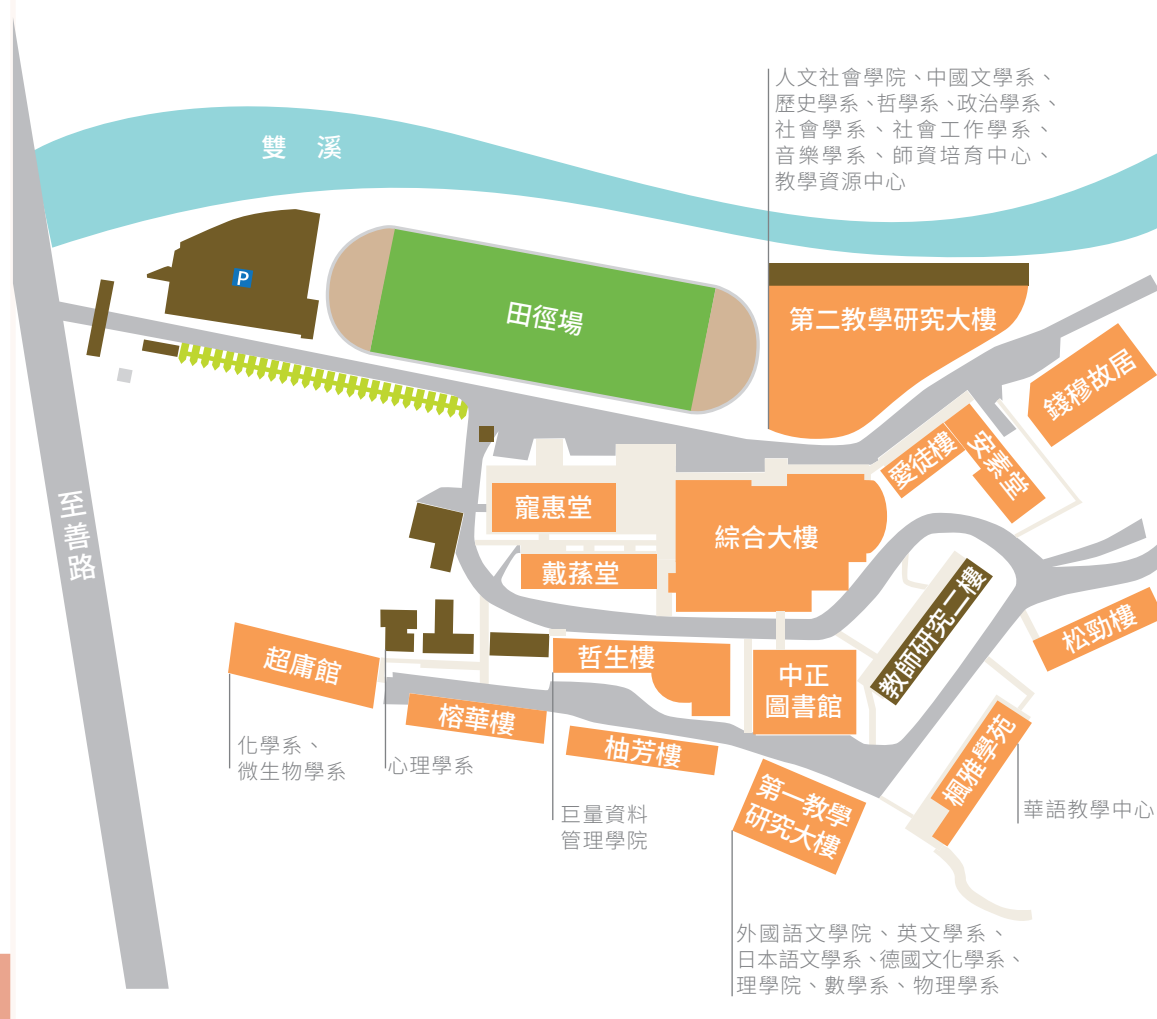 人文社會學院、中國文學系、
歷史學系、哲學系、政治學系、
社會學系、社會工作學系、
音樂學系、師資培育中心、
教學資源中心
雙溪
P
田徑場
第二教學研究大樓
錢穆故居
愛徒樓
安素堂
至善路
寵惠堂
綜合大樓
戴蓀堂
教師研究二樓
松勁樓
超庸館
哲生樓
中正
圖書館
榕華樓
柚芳樓
楓雅學苑
化學系、
微生物學系
心理學系
巨量資料
管理學院
第一教學
研究大樓
華語教學中心
外國語文學院、英文學系、
日本語文學系、德國文化學系、
理學院、數學系、物理學系